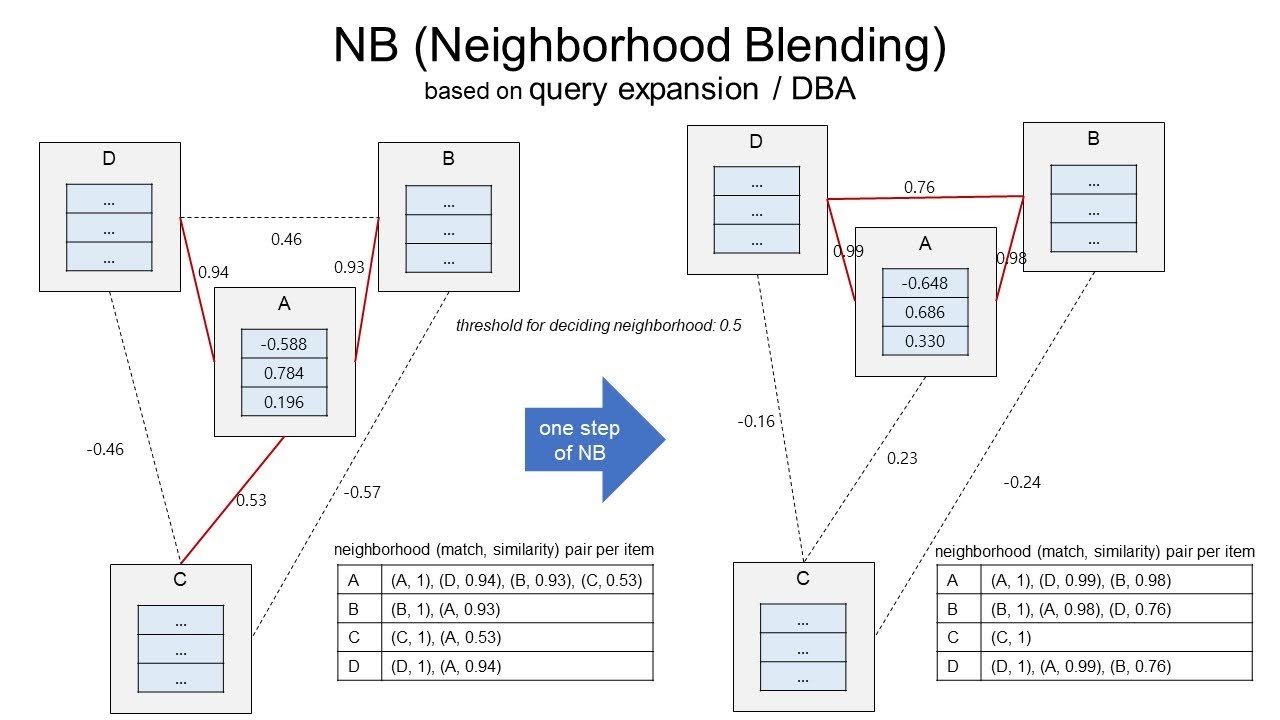 NB (Neighborhood Blending)
based on query expansion / DBA
D
...
...
...
B
...
...
...
0.46
0.94
0.93
A
-0.588
0.784
0.196
-0.46
0.53
-0.57
C
...
...
...
threshold for deciding neighborhood: 0.5
one step
of NB
neighborhood (match, similarity) pair per item
A (A, 1), (D, 0.94), (B, 0.93), (C, 0.53)
B (B, 1), (A, 0.93)
C (C, 1), (A, 0.53)
D (D, 1), (A, 0.94)
D
...
...
...
B
...
...
...
0.76
0.99
0.98
A
-0.648
0.686
0.330
-0.16
0.23
-0.24
C
...
...
...
neighborhood (match, similarity) pair per item
A (A, 1), (D, 0.99), (B, 0.98)
B (B, 1), (A, 0.98), (D, 0.76)
C (C, 1)
D (D, 1), (A, 0.99), (B, 0.76)